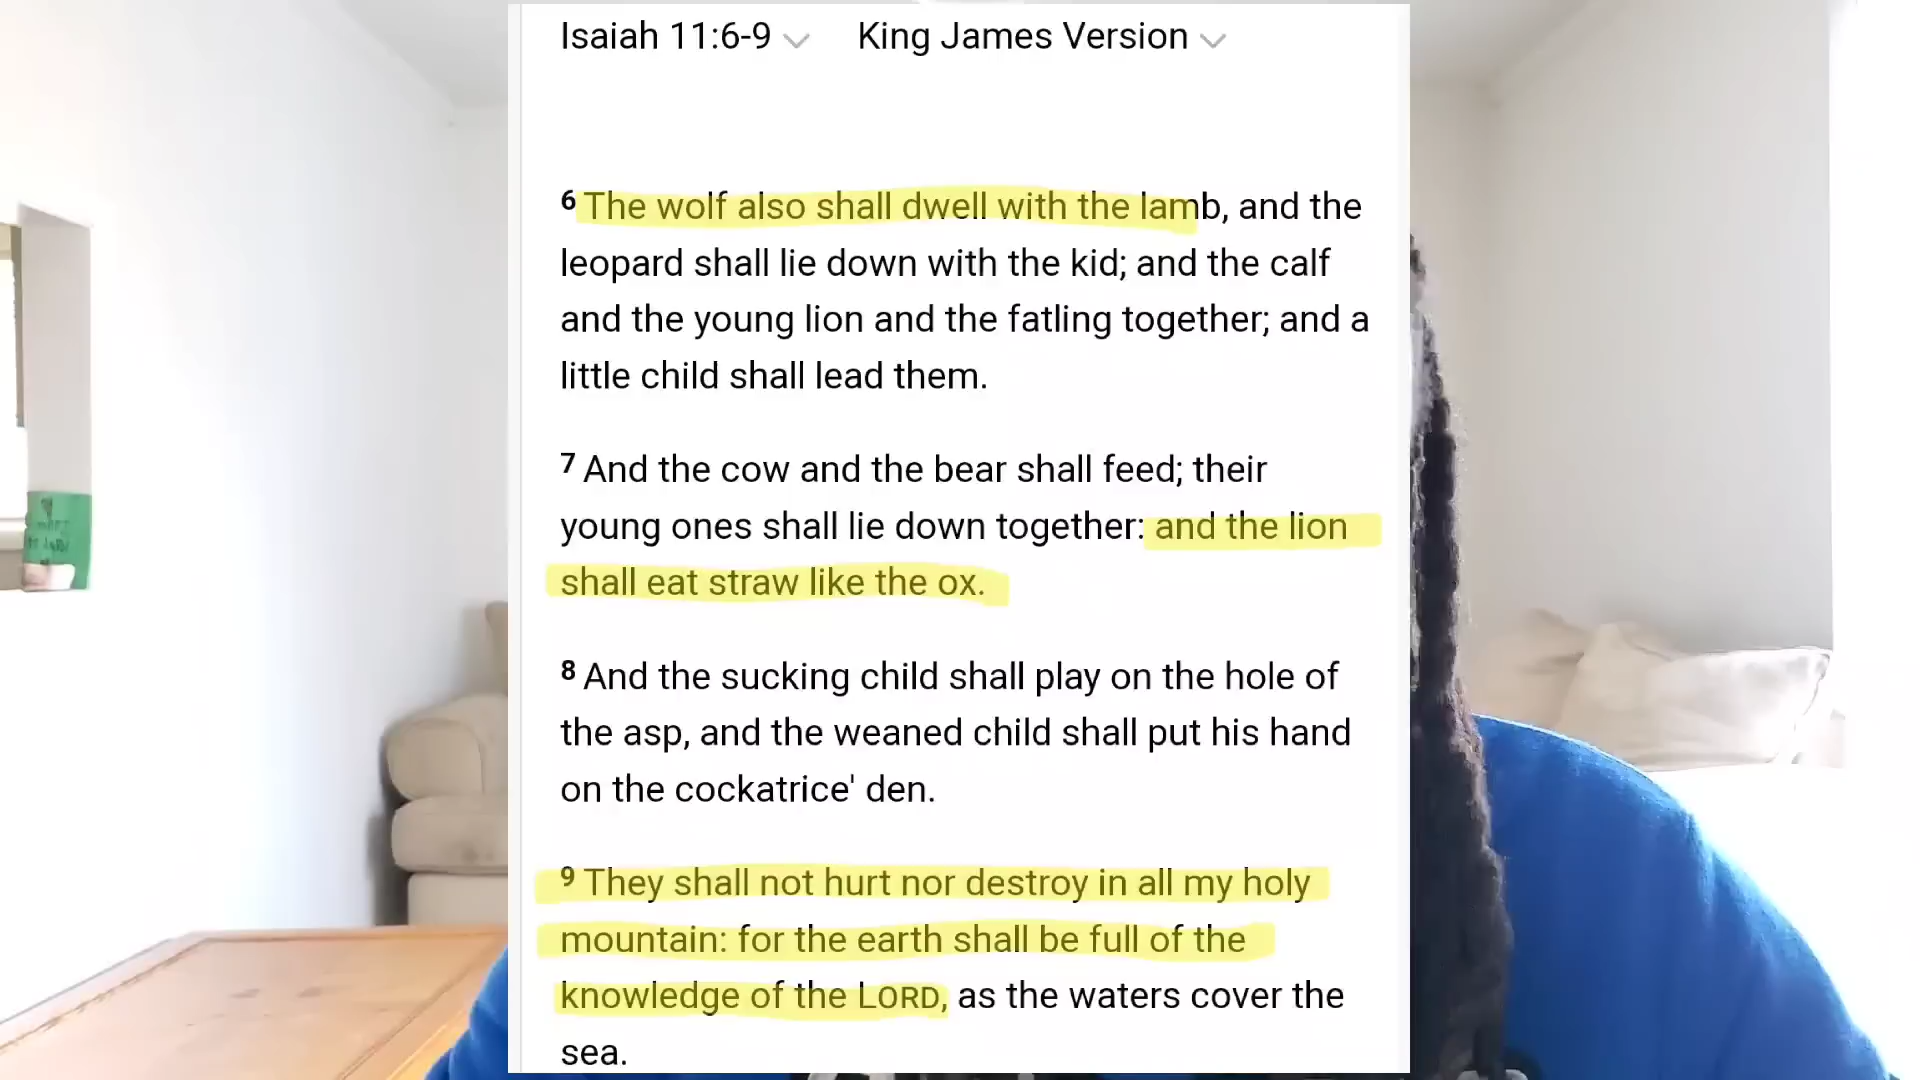 Isaiah 11:6-9 King James Version
6 The wolf also shall dwell with the lamb, and the
leopard shall lie down with the kid; and the calf
and the young lion and the fatling together; and a
little child shall lead them.
7 And the cow and the bear shall feed; their
young ones shall lie down together: and the lion
shall eat straw like the ox.
8 And the sucking child shall play on the hole of
the asp, and the weaned child shall put his hand
on the cockatrice' den.
9 They shall not hurt nor destroy in all my holy
mountain: for the earth shall be full of the
knowledge of the LORD, as the waters cover the
sea.